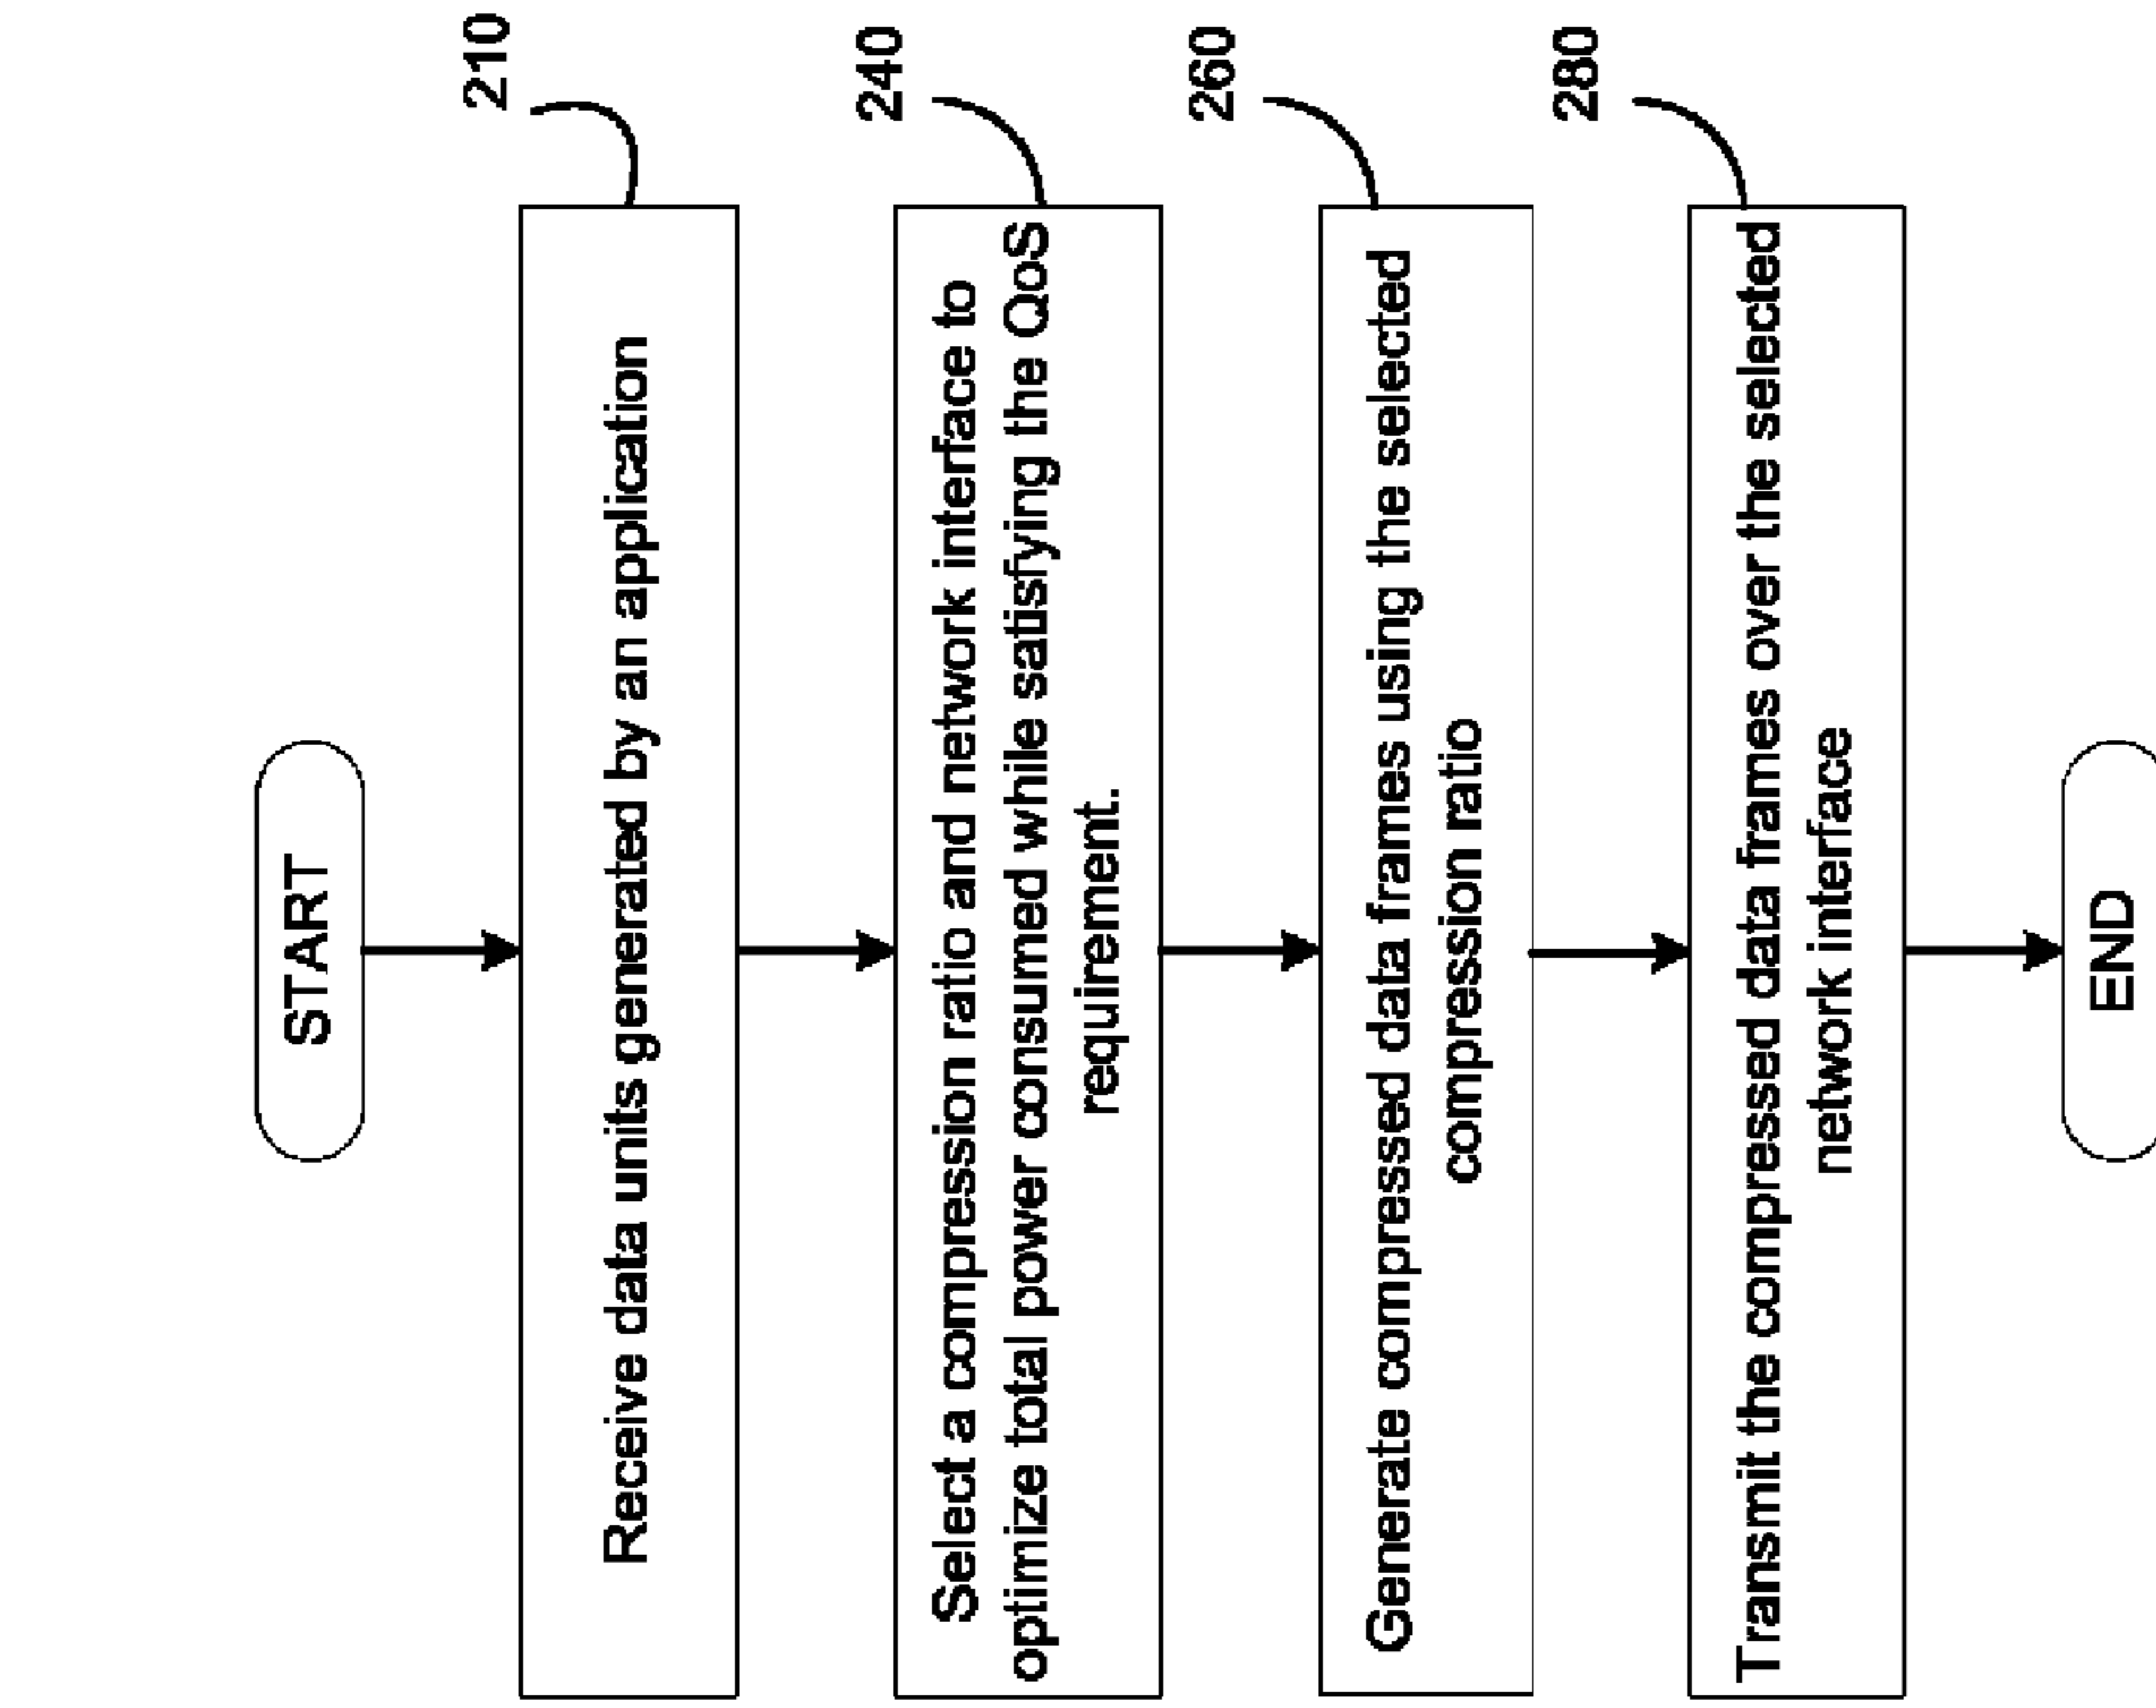 START
210
Receive data units generated by an application
240
Select a compression ratio and network interface to
optimize total power consumed while satisfying the QoS
requirement.
260
Generate compressed data frames using the selected
compression ratio
280
Transmit the compressed data frames over the selected
network interface
END